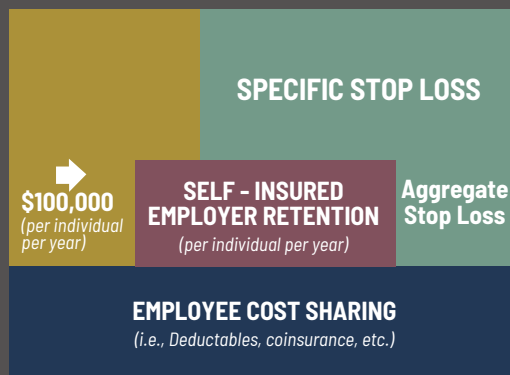 SPECIFIC STOP LOSS
$100,000
(per individual
per year)
SELF - INSURED
EMPLOYER RETENTION
(per individual per year)
Aggregate
Stop Loss
EMPLOYEE COST SHARING
(i.e., Deductables, coinsurance, etc.)